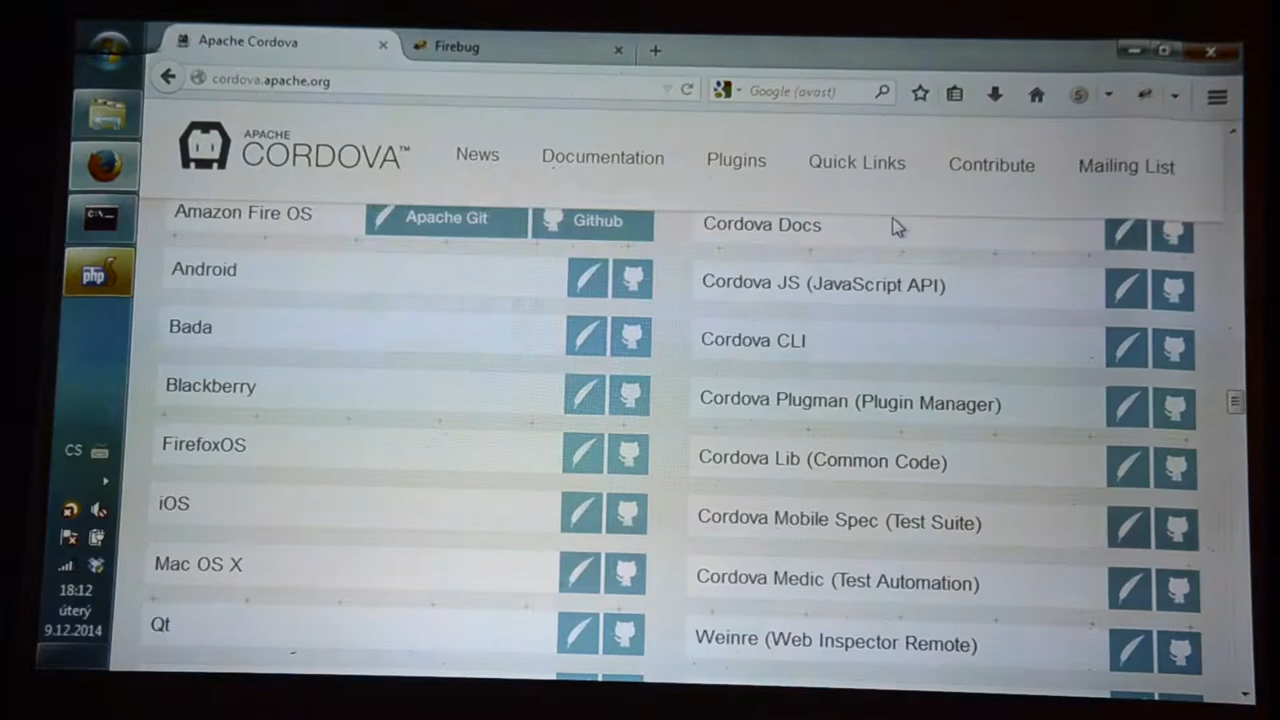 Apache Cordova
Firebug
cordova.apache.org
Google (avast)
S
APACHE
CORDOVA™
News
Documentation
Plugins
Quick Links
Contribute
Mailing List
Amazon Fire OS
Apache Git
Github
Android
Bada
Blackberry
FirefoxOS
iOS
Mac OS X
Qt
Cordova Docs
Cordova JS (JavaScript API)
Cordova CLI
Cordova Plugman (Plugin Manager)
Cordova Lib (Common Code)
Cordova Mobile Spec (Test Suite)
Cordova Medic (Test Automation)
Weinre (Web Inspector Remote)
C:\.
php
CS
18:12
úterý
9.12.2014